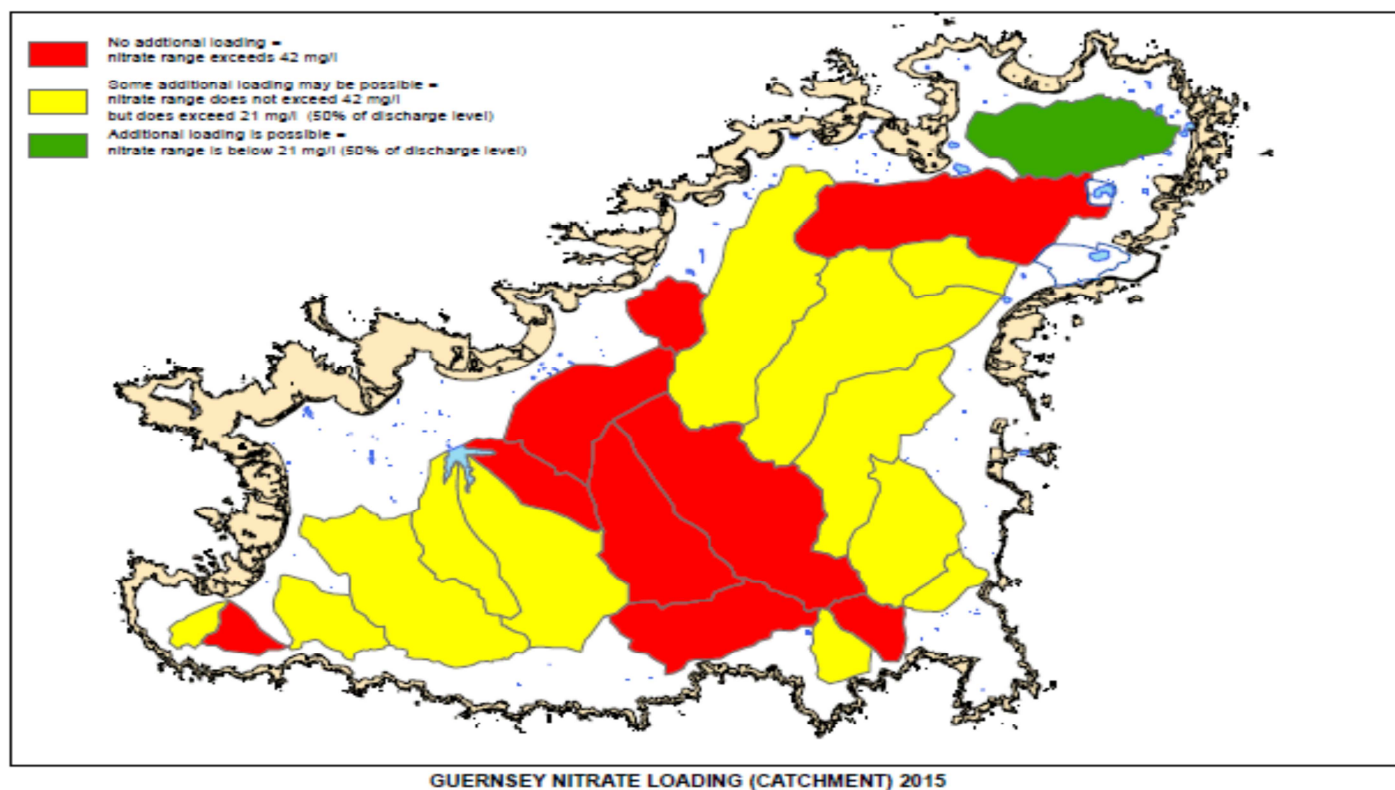 No addtional loading =
nitrate range exceeds 42 mg/l
Some additional loading may be possible =
nitrate range does not exceed 42 mg/l
but does exceed 21 mg/l (50% of discharge level)
Additional loading is possible =
nitrate range is below 21 mg/l (50% of discharge level)
GUERNSEY NITRATE LOADING (CATCHMENT) 2015